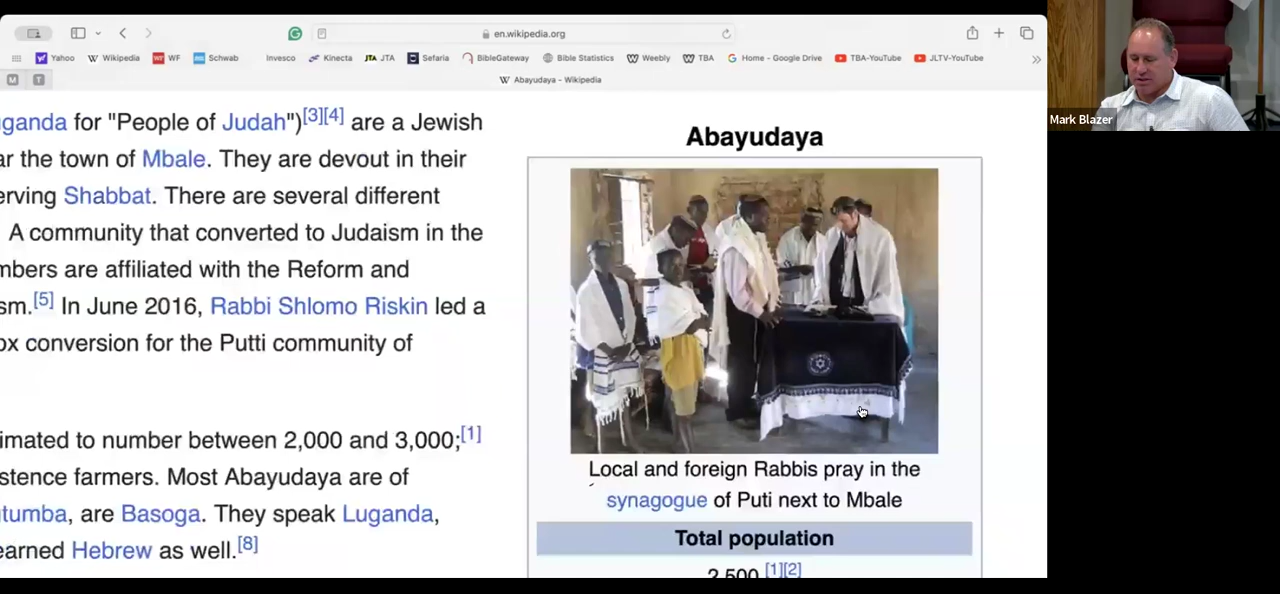 en.wikipedia.org
Yahoo Wikipedia WF Schwab Invesco Kinecta JTA JTA Sefaria BibleGateway Bible Statistics Weebly TBA Home - Google Drive TBA-YouTube JLTV-YouTube
M T W Abayudaya – Wikipedia
Mark Blazer
ganda for "People of Judah")[3][4] are a Jewish
ar the town of Mbale. They are devout in their
erving Shabbat. There are several different
A community that converted to Judaism in the
mbers are affiliated with the Reform and
sm.[5] In June 2016, Rabbi Shlomo Riskin led a
ox conversion for the Putti community of
imated to number between 2,000 and 3,000;[1]
stence farmers. Most Abayudaya are of
utumba, are Basoga. They speak Luganda,
earned Hebrew as well.[8]
Abayudaya
Local and foreign Rabbis pray in the
synagogue of Puti next to Mbale
Total population
2,500 [1][2]